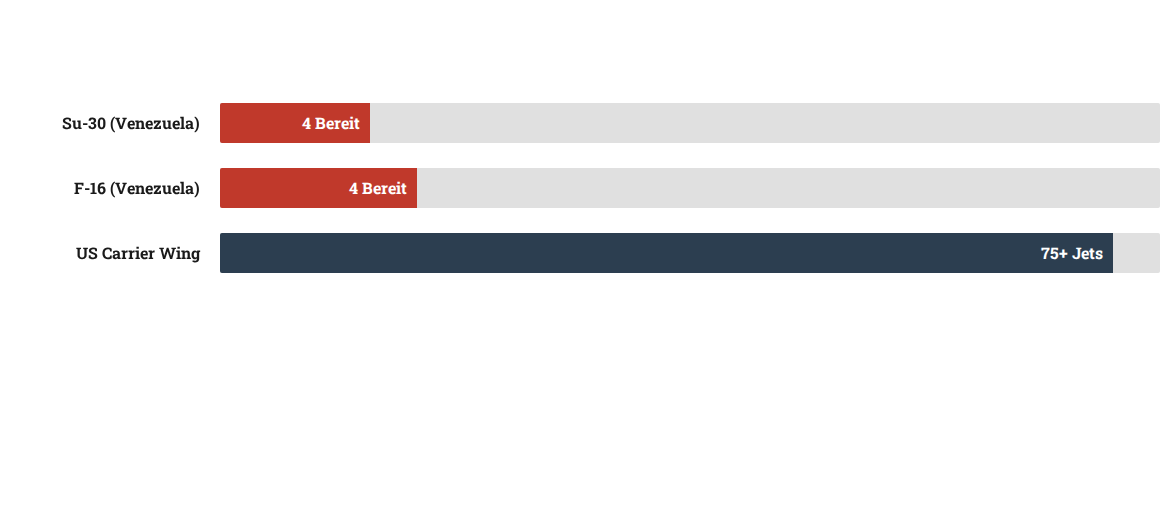 Su-30 (Venezuela) 4 Bereit
F-16 (Venezuela) 4 Bereit
US Carrier Wing 75+ Jets